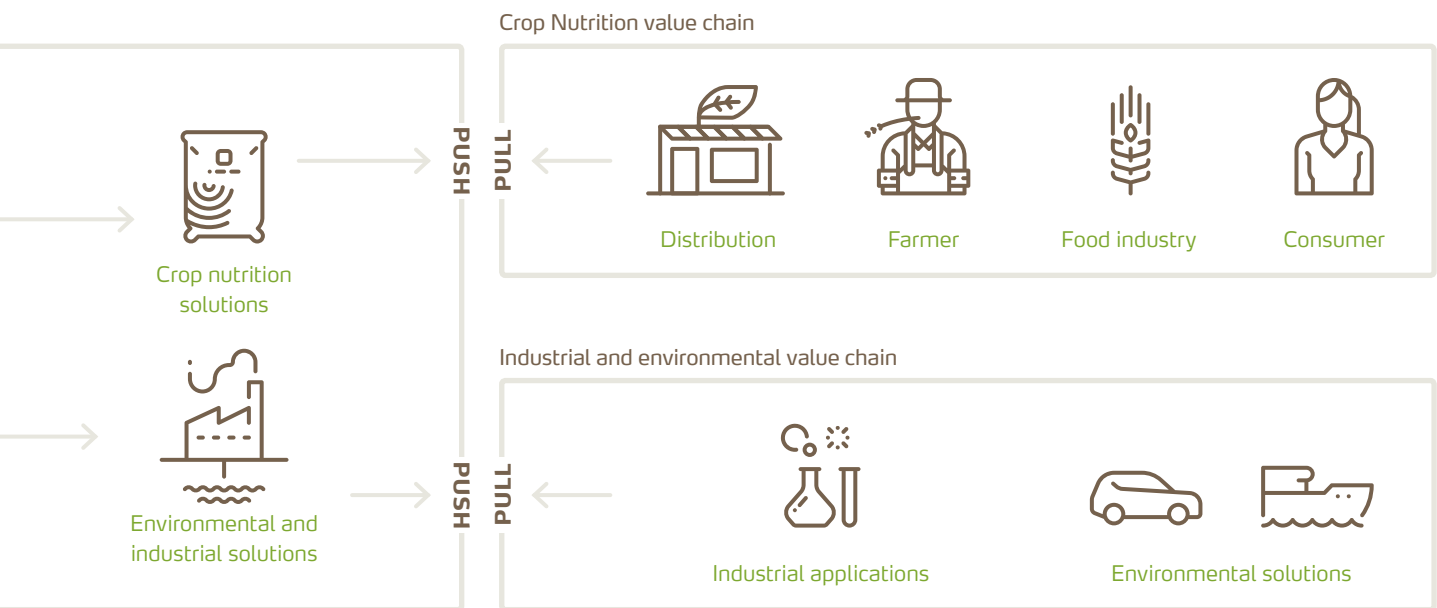 Crop Nutrition value chain
PUSH
PULL
Distribution
Farmer
Food industry
Consumer
Crop nutrition
solutions
Industrial and environmental value chain
PUSH
PULL
Environmental and
industrial solutions
Industrial applications
Environmental solutions